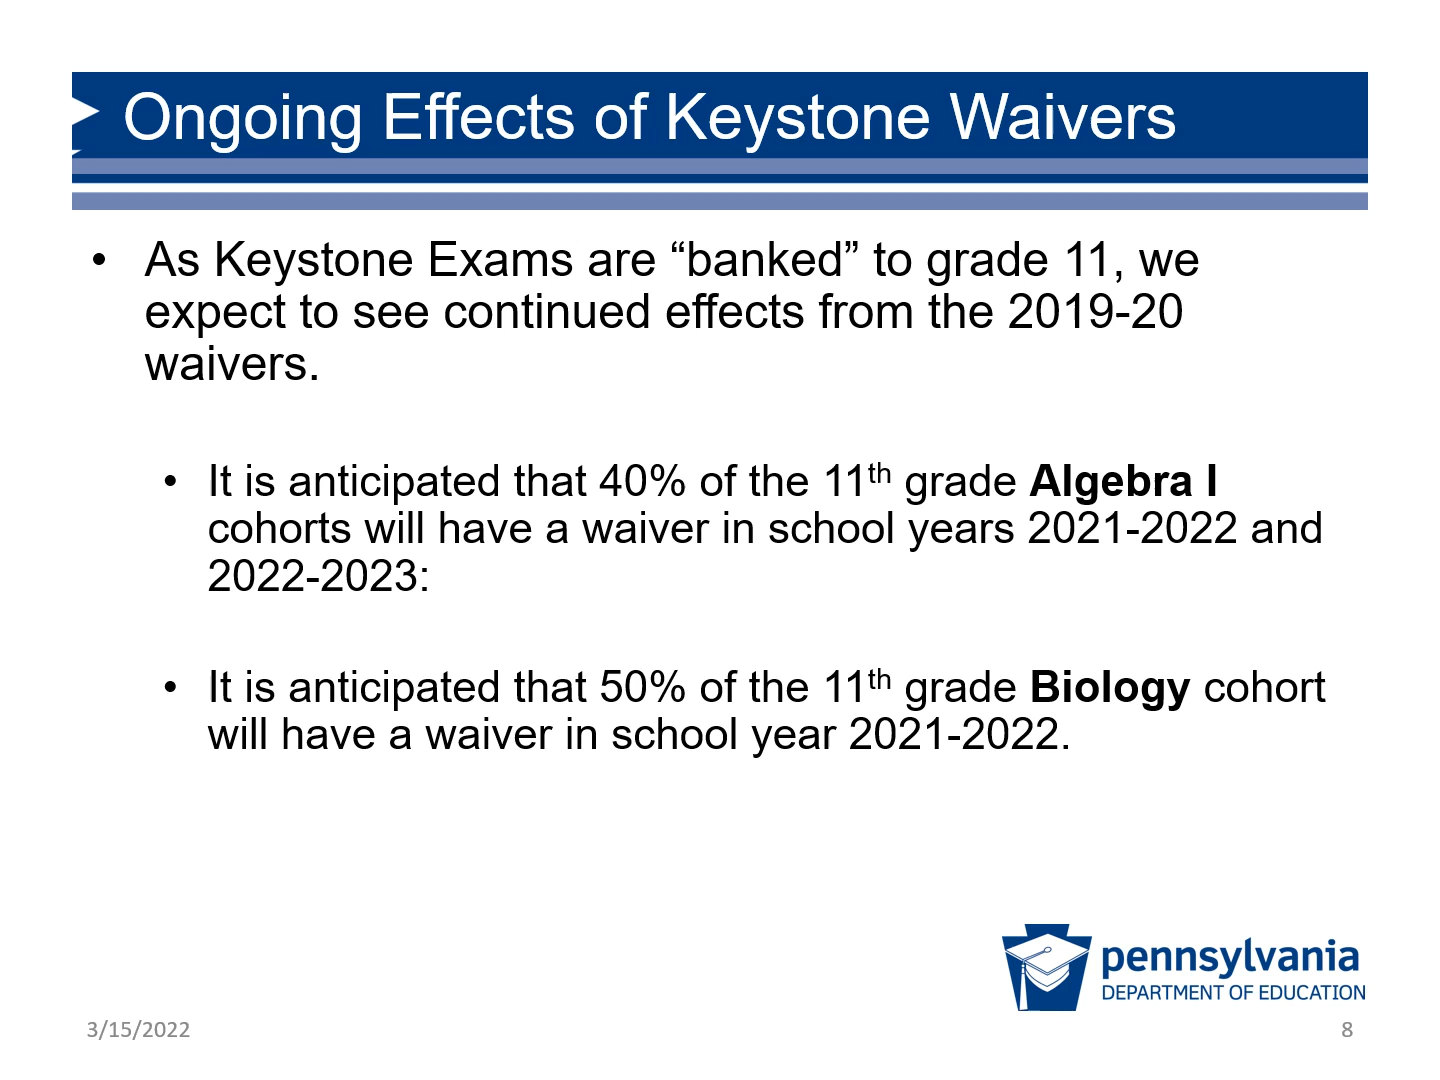 Ongoing Effects of Keystone Waivers
• As Keystone Exams are “banked” to grade 11, we
expect to see continued effects from the 2019-20
waivers.
• It is anticipated that 40% of the 11th grade Algebra I
cohorts will have a waiver in school years 2021-2022 and
2022-2023:
• It is anticipated that 50% of the 11th grade Biology cohort
will have a waiver in school year 2021-2022.
pennsylvania
DEPARTMENT OF EDUCATION
3/15/2022
8